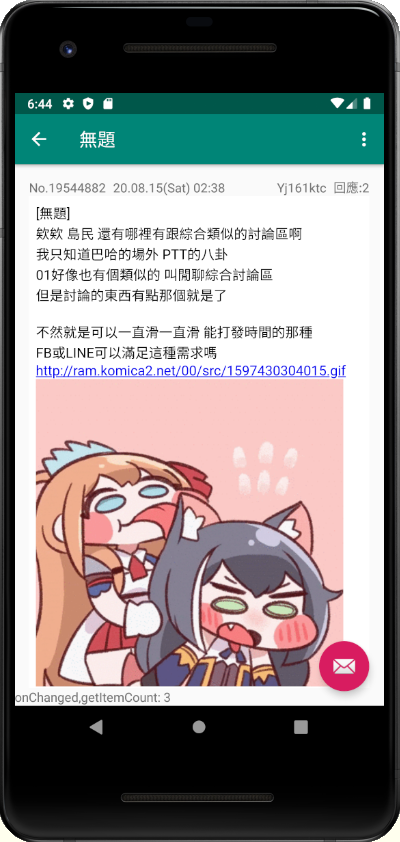 6:44
無題
No.19544882 20.08.15(Sat) 02:38 Yj161ktc 回應:2
[無題]
欸欸 島民 還有哪裡有跟綜合類似的討論區啊
我只知道巴哈的場外 PTT的八卦
01好像也有個類似的 叫閒聊綜合討論區
但是討論的東西有點那個就是了
不然就是可以一直滑一直滑 能打發時間的那種
FB或LINE可以滿足這種需求嗎
http://ram.komica2.net/00/src/1597430304015.gif
onChanged,getItemCount: 3